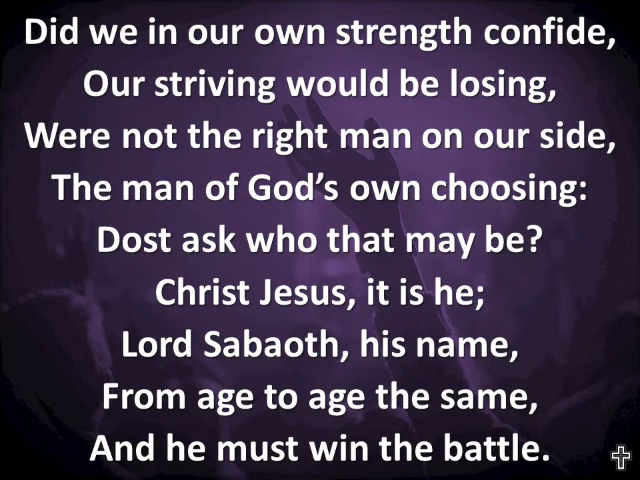 Did we in our own strength confide,
Our striving would be losing,
Were not the right man on our side,
The man of God’s own choosing:
Dost ask who that may be?
Christ Jesus, it is he;
Lord Sabaoth, his name,
From age to age the same,
And he must win the battle.